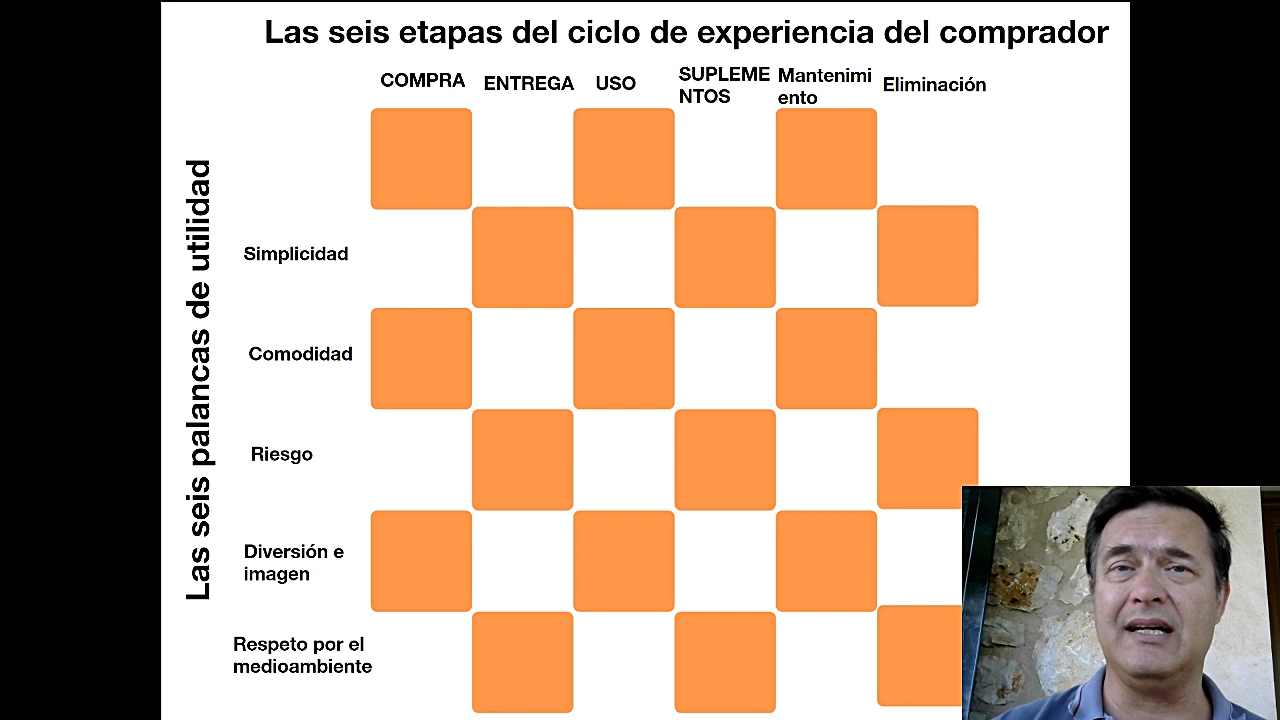 Las seis etapas del ciclo de experiencia del comprador
COMPRA
ENTREGA
USO
SUPLEME
NTOS
Mantenimi
ento
Eliminación
Las seis palancas de utilidad
Simplicidad
Comodidad
Riesgo
Diversión e
imagen
Respeto por el
medioambiente